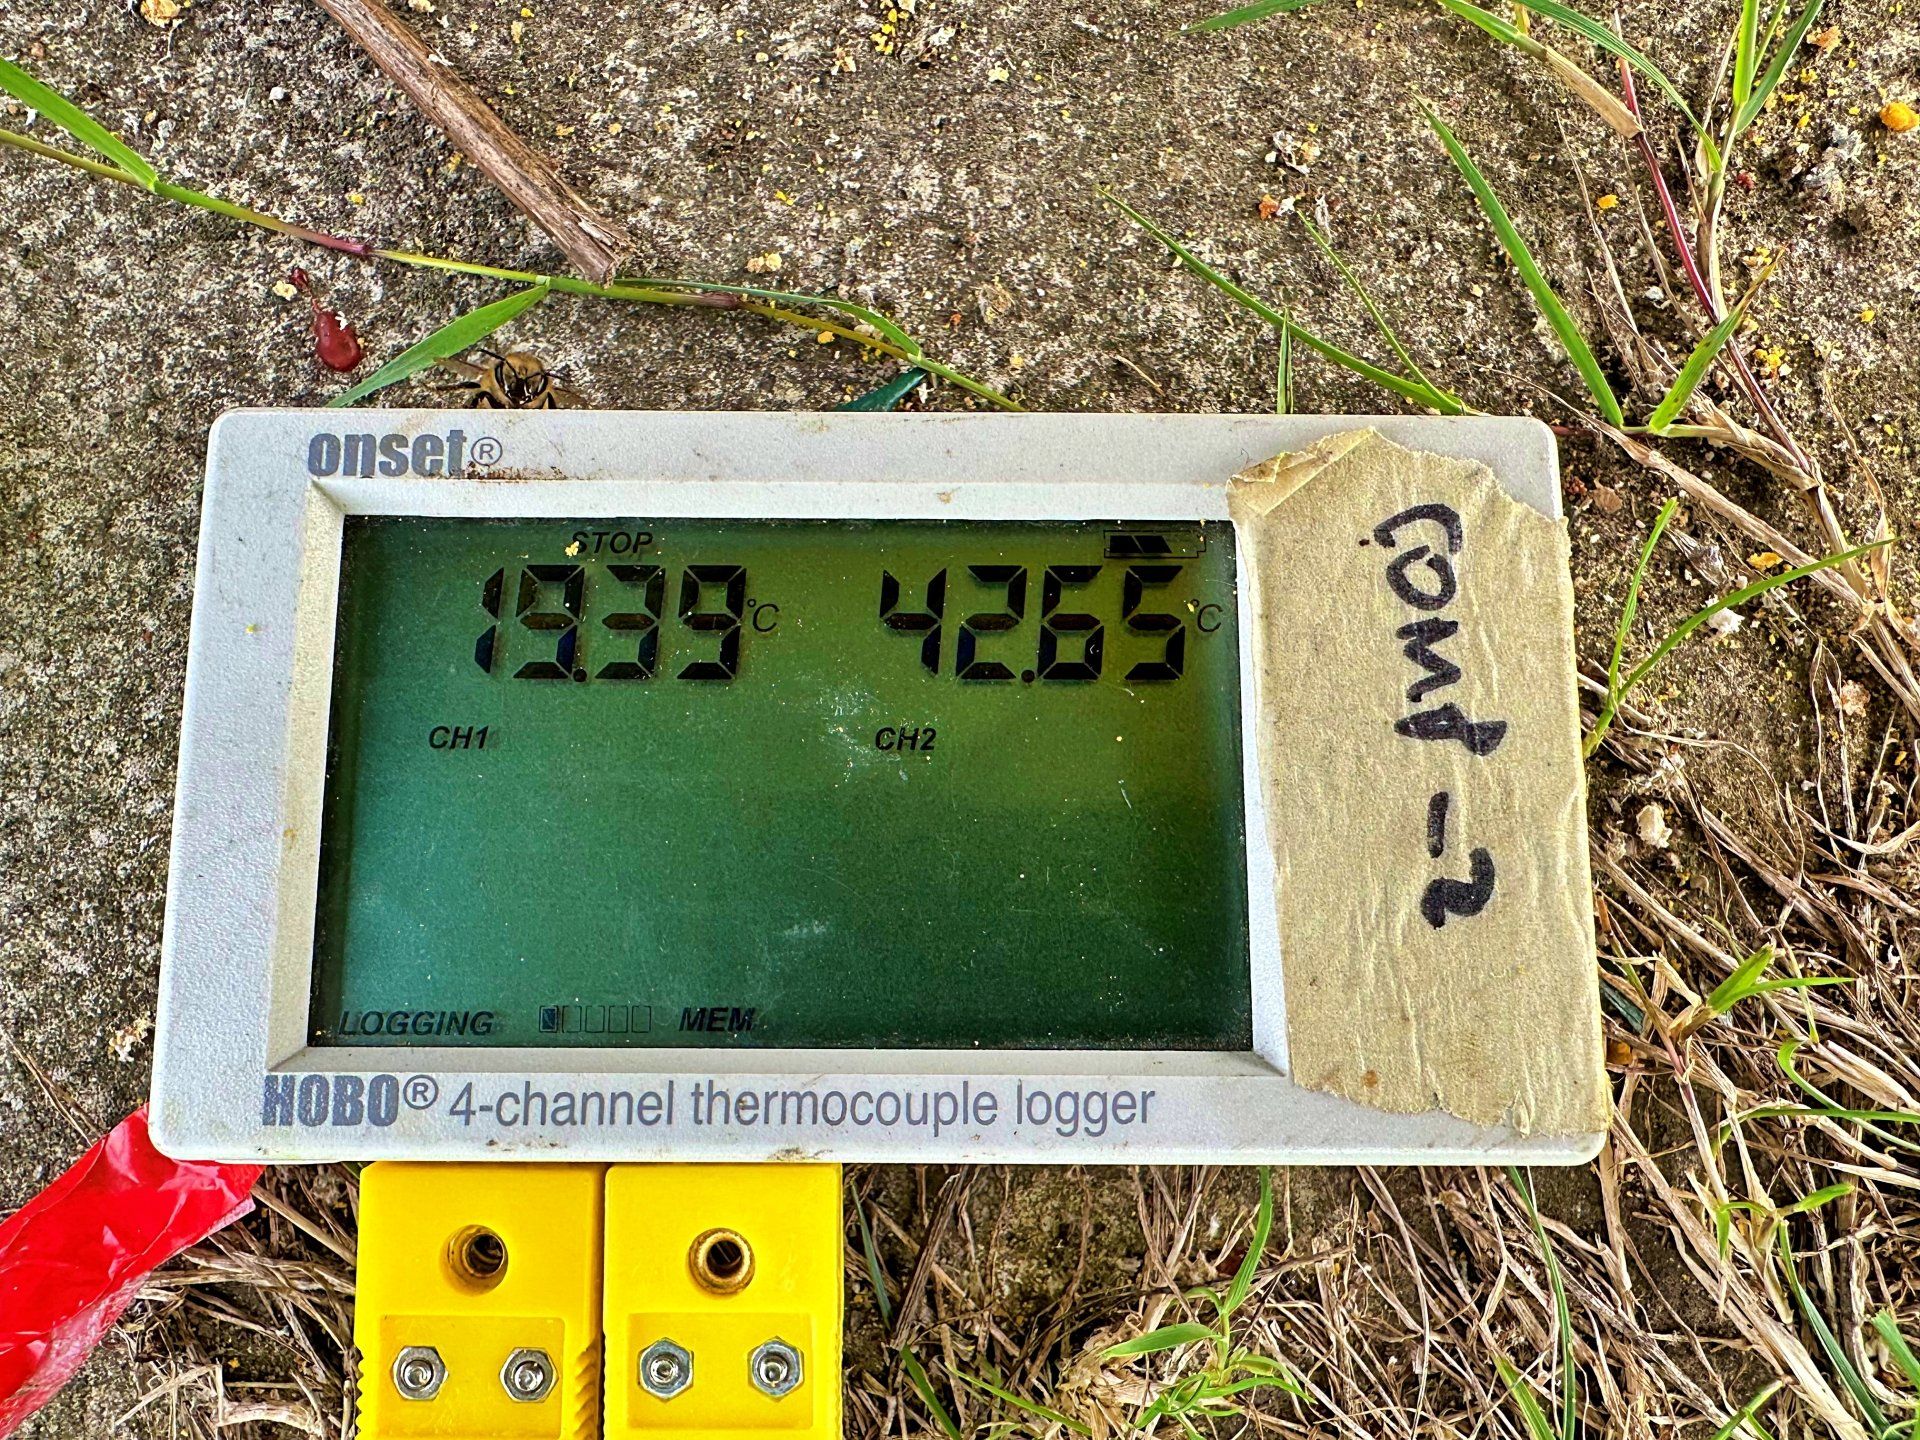 onset®
STOP
19.39 °C 42.65 °C
CH1 CH2
LOGGING MEM
HOBO® 4-channel thermocouple logger
COMP -2